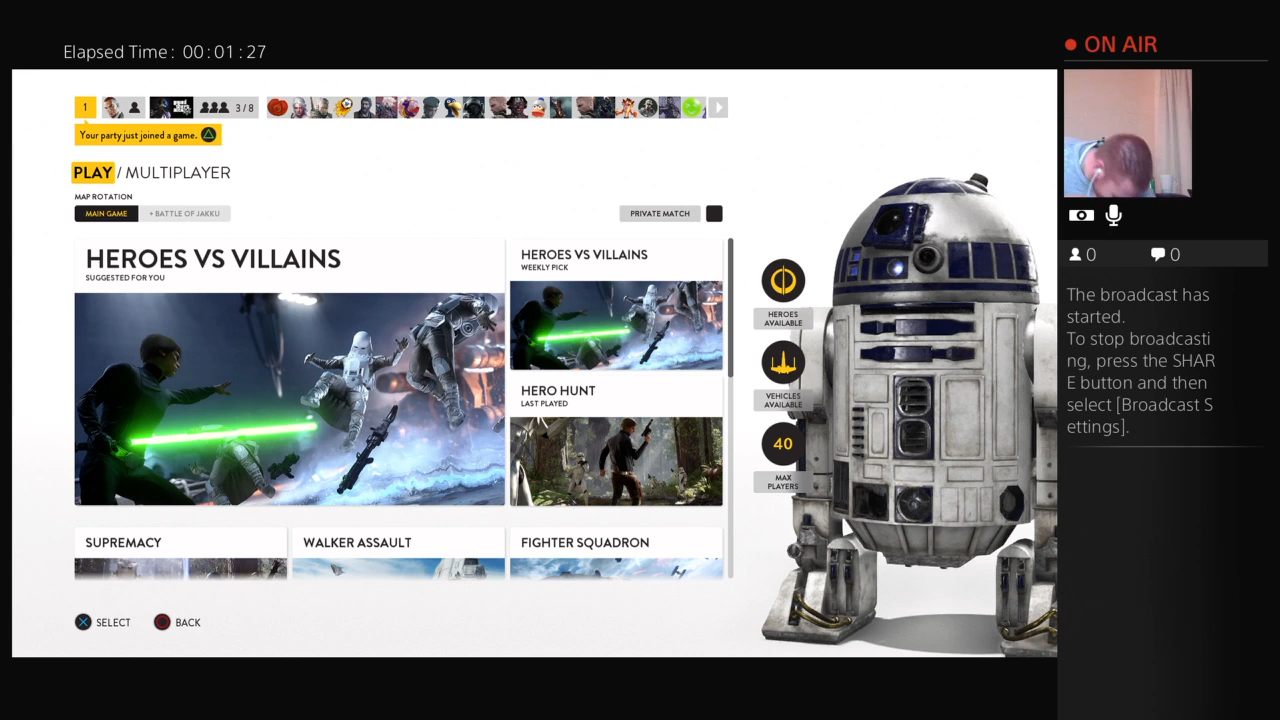 Elapsed Time: 00:01:27
ON AIR
1
3/8
Your party just joined a game.
PLAY / MULTIPLAYER
MAP ROTATION
MAIN GAME
+ BATTLE OF JAKKU
PRIVATE MATCH
HEROES VS VILLAINS
SUGGESTED FOR YOU
HEROES VS VILLAINS
WEEKLY PICK
HERO HUNT
LAST PLAYED
SUPREMACY
WALKER ASSAULT
FIGHTER SQUADRON
HEROES
AVAILABLE
VEHICLES
AVAILABLE
40
MAX
PLAYERS
SELECT
BACK
0
0
The broadcast has
started.
To stop broadcasti
ng, press the SHAR
E button and then
select [Broadcast S
ettings].